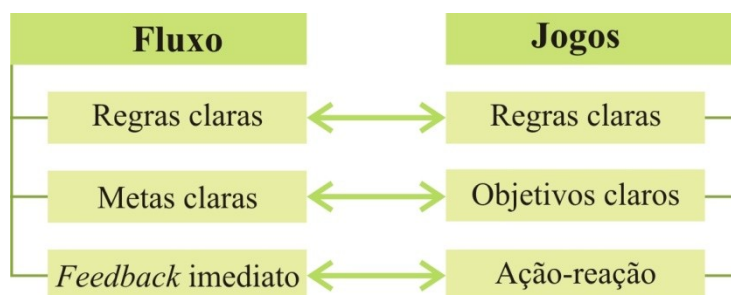 Fluxo
Jogos
Regras claras
Regras claras
Metas claras
Objetivos claros
Feedback imediato
Ação-reação